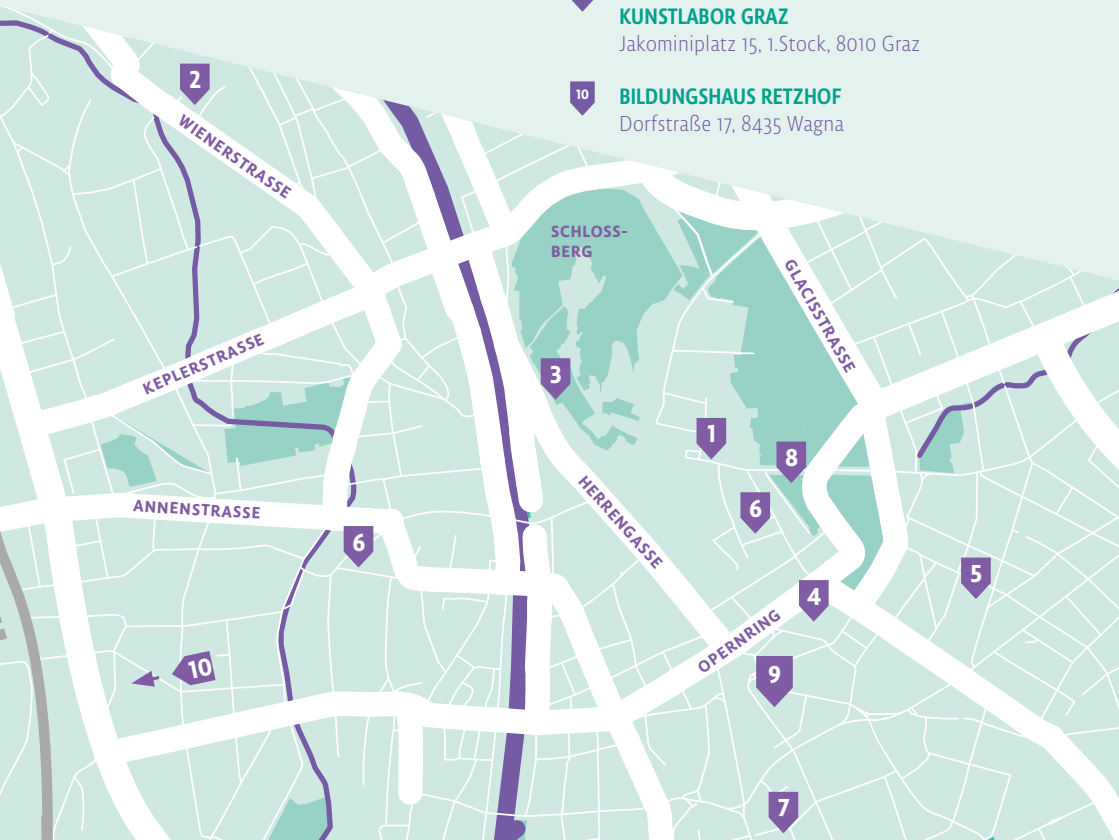 KUNSTLABOR GRAZ
Jakominiplatz 15, 1.Stock, 8010 Graz
10
BILDUNGSHAUS RETZHOF
Dorfstraße 17, 8435 Wagna
2
WIENERSTRASSE
SCHLOSS-
BERG
GLACISSTRASSE
KEPLERSTRASSE
3
1
8
ANNENSTRASSE
HERRENGASSE
6
6
5
4
OPERNRING
10
9
7